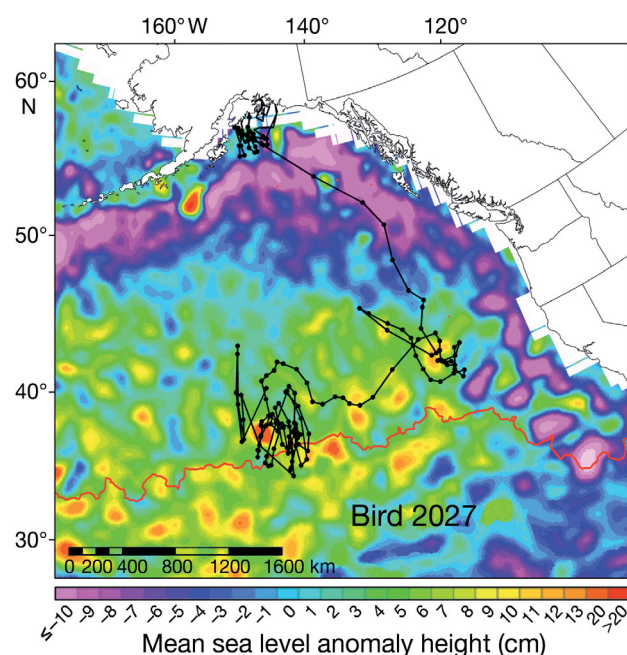 160°W 140° 120°
60°
N
50°
40°
30°
Bird 2027
0 200 400 800 1200 1600 km
≤-10 -9 -8 -7 -6 -5 -4 -3 -2 -1 0 1 2 3 4 5 6 7 8 9 10 11 12 13 20 >20
Mean sea level anomaly height (cm)